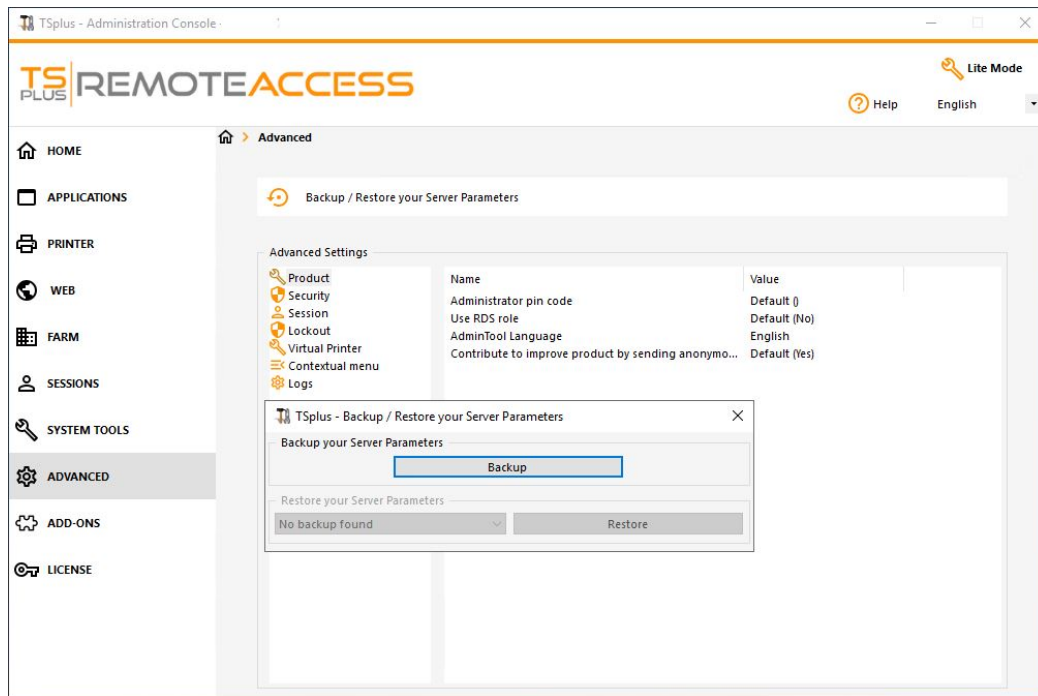 TSplus - Administration Console -
TS PLUS REMOTEACCESS
Lite Mode
Help
English
HOME
APPLICATIONS
PRINTER
WEB
FARM
SESSIONS
SYSTEM TOOLS
ADVANCED
ADD-ONS
LICENSE
Advanced
Backup / Restore your Server Parameters
Advanced Settings
Product
Security
Session
Lockout
Virtual Printer
Contextual menu
Logs
Name Value
Administrator pin code Default ()
Use RDS role Default (No)
AdminTool Language English
Contribute to improve product by sending anonymo... Default (Yes)
TSplus - Backup / Restore your Server Parameters
Backup your Server Parameters
Backup
Restore your Server Parameters
No backup found Restore